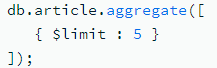 db.article.aggregate([
{ $limit : 5 }
]);